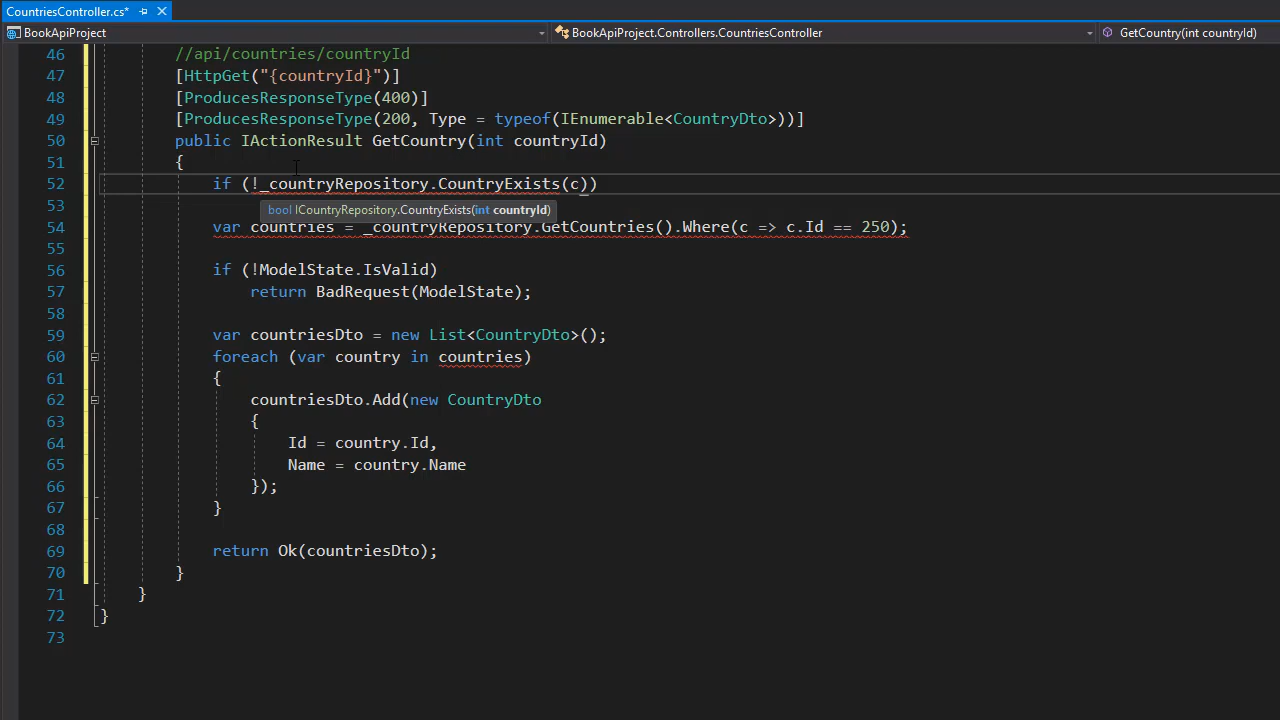 CountriesController.cs*
BookApiProject BookApiProject.Controllers.CountriesController GetCountry(int countryId)
46 //api/countries/countryId
47 [HttpGet("{countryId}")]
48 [ProducesResponseType(400)]
49 [ProducesResponseType(200, Type = typeof(IEnumerable<CountryDto>))]
50 public IActionResult GetCountry(int countryId)
51 {
52 if (!_countryRepository.CountryExists(c))
53 bool ICountryRepository.CountryExists(int countryId)
54 var countries = _countryRepository.GetCountries().Where(c => c.Id == 250);
55
56 if (!ModelState.IsValid)
57 return BadRequest(ModelState);
58
59 var countriesDto = new List<CountryDto>();
60 foreach (var country in countries)
61 {
62 countriesDto.Add(new CountryDto
63 {
64 Id = country.Id,
65 Name = country.Name
66 });
67 }
68
69 return Ok(countriesDto);
70 }
71 }
72 }
73